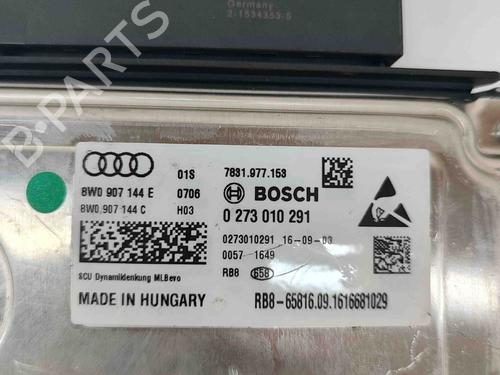 Germany
2-1534353-5
B-PARTS
01S
7831.977.153
8W0 907 144 E
0706
BOSCH
8W0.907 144 C
H03
0 273 010 291
0273010291 16-09-03
0057 1649
RB8 658
SCU Dynamiklenkung MLBevo
MADE IN HUNGARY
RB8-65816.09.1616681029